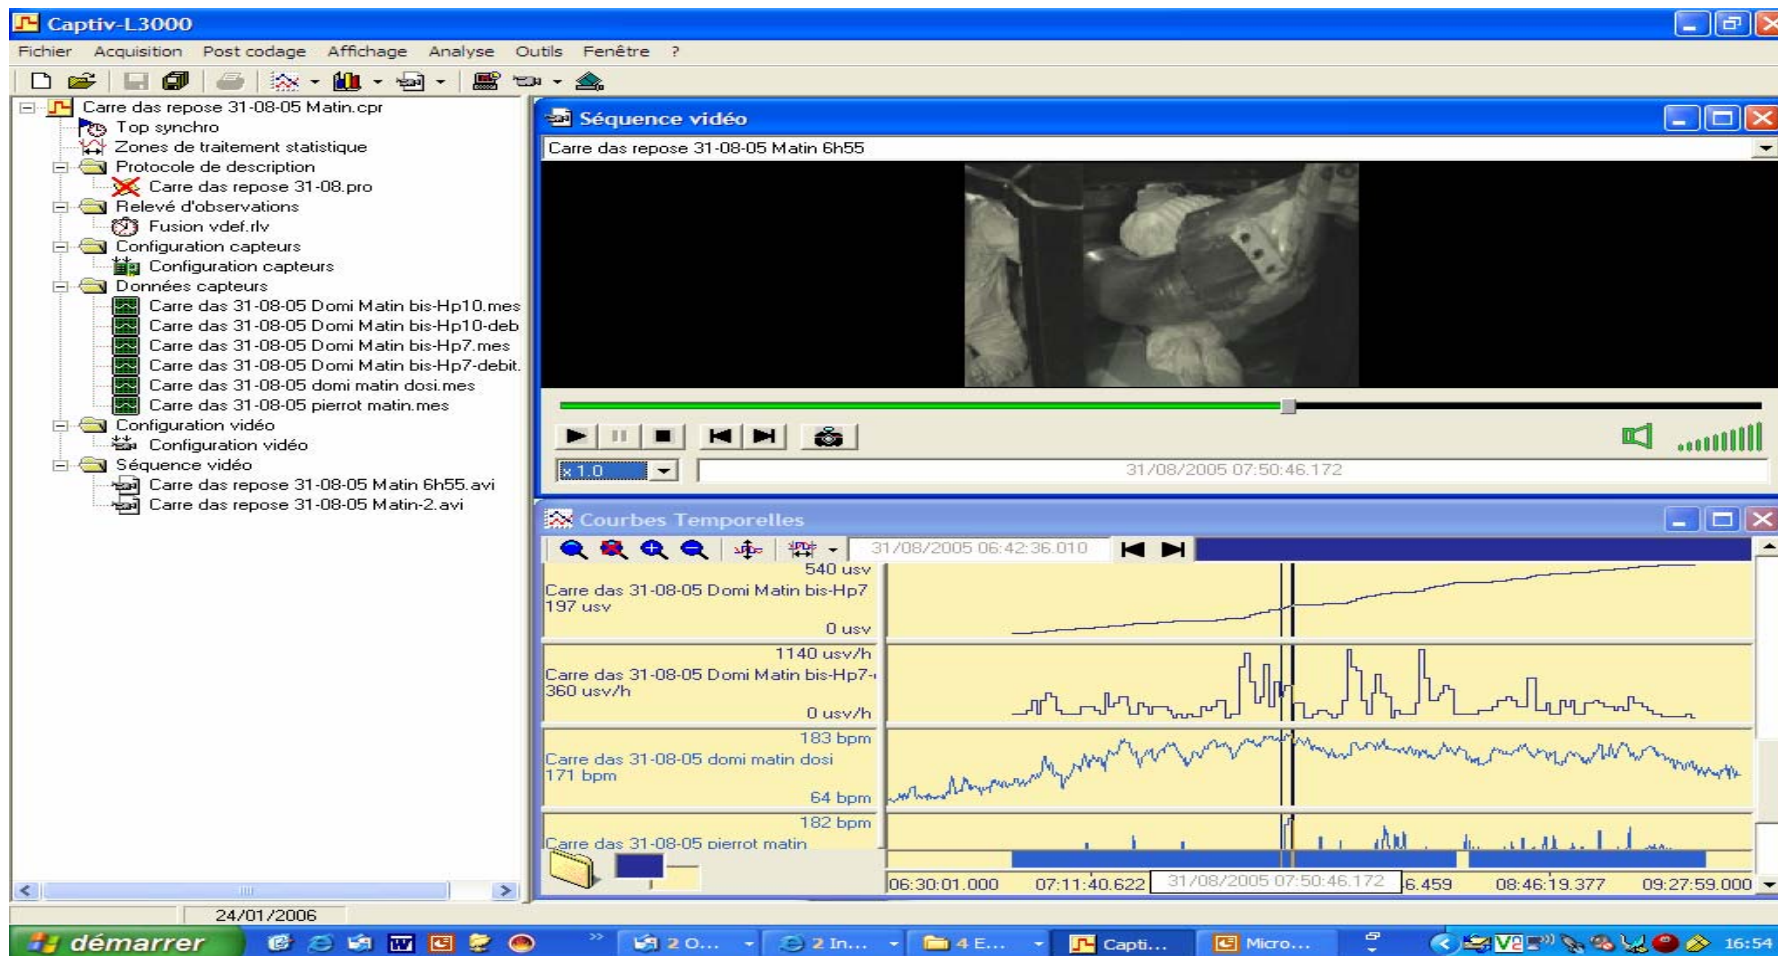 Captiv-L3000
Fichier Acquisition Post codage Affichage Analyse Outils Fenêtre ?
Carre das repose 31-08-05 Matin.cpr
Top synchro
Zones de traitement statistique
Protocole de description
Carre das repose 31-08.pro
Relevé d'observations
Fusion vdef.rlv
Configuration capteurs
Configuration capteurs
Données capteurs
Carre das 31-08-05 Domi Matin bis-Hp10.mes
Carre das 31-08-05 Domi Matin bis-Hp10-deb
Carre das 31-08-05 Domi Matin bis-Hp7.mes
Carre das 31-08-05 Domi Matin bis-Hp7-debit.
Carre das 31-08-05 domi matin dosi.mes
Carre das 31-08-05 pierrot matin.mes
Configuration vidéo
Configuration vidéo
Séquence vidéo
Carre das repose 31-08-05 Matin 6h55.avi
Carre das repose 31-08-05 Matin-2.avi
Séquence vidéo
Carre das repose 31-08-05 Matin 6h55
x 1.0
31/08/2005 07:50:46.172
Courbes Temporelles
31/08/2005 06:42:36.010
540 usv
Carre das 31-08-05 Domi Matin bis-Hp7
197 usv
0 usv
1140 usv/h
Carre das 31-08-05 Domi Matin bis-Hp7-
360 usv/h
0 usv/h
183 bpm
Carre das 31-08-05 domi matin dosi
171 bpm
64 bpm
182 bpm
Carre das 31-08-05 pierrot matin
06:30:01.000 07:11:40.622 31/08/2005 07:50:46.172 6.459 08:46:19.377 09:27:59.000
24/01/2006
démarrer 2 O... 2 In... 4 E... Capti... Micro... 16:54